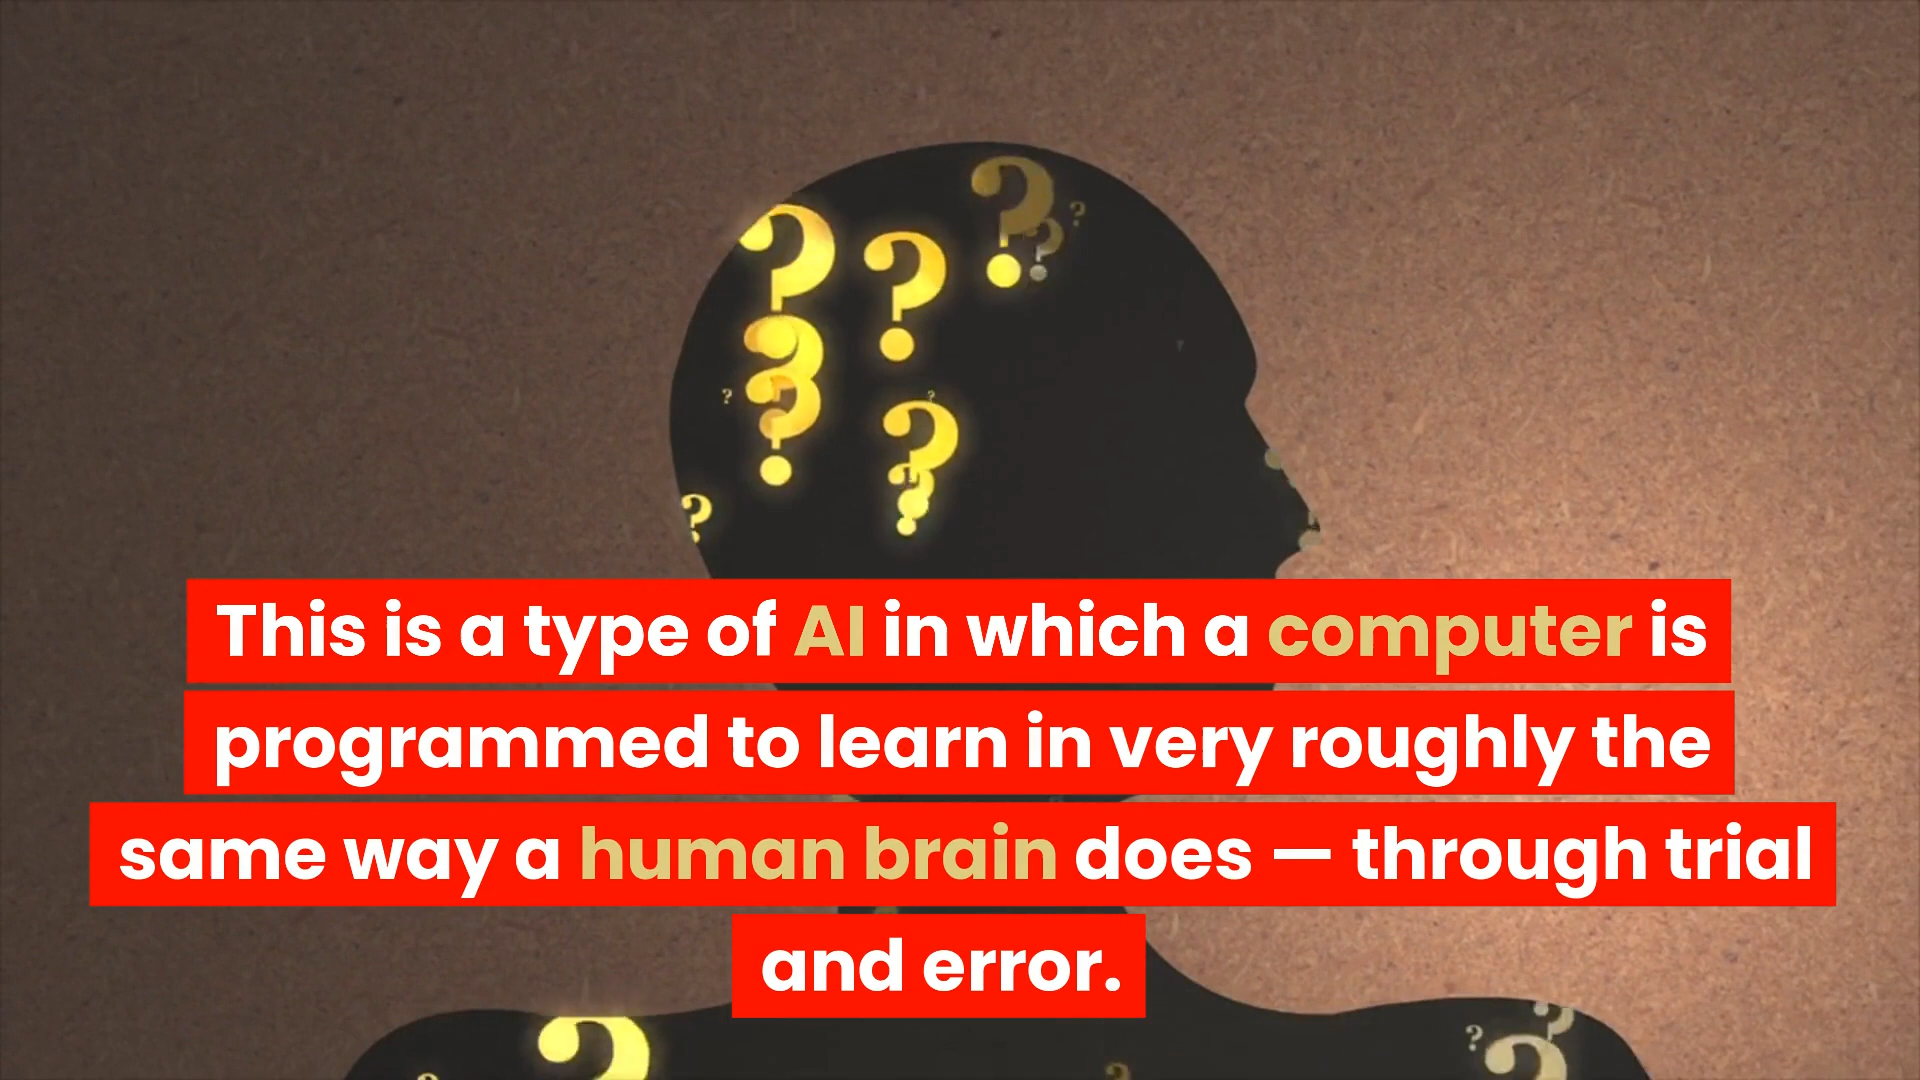 This is a type of AI in which a computer is
programmed to learn in very roughly the
same way a human brain does — through trial
and error.